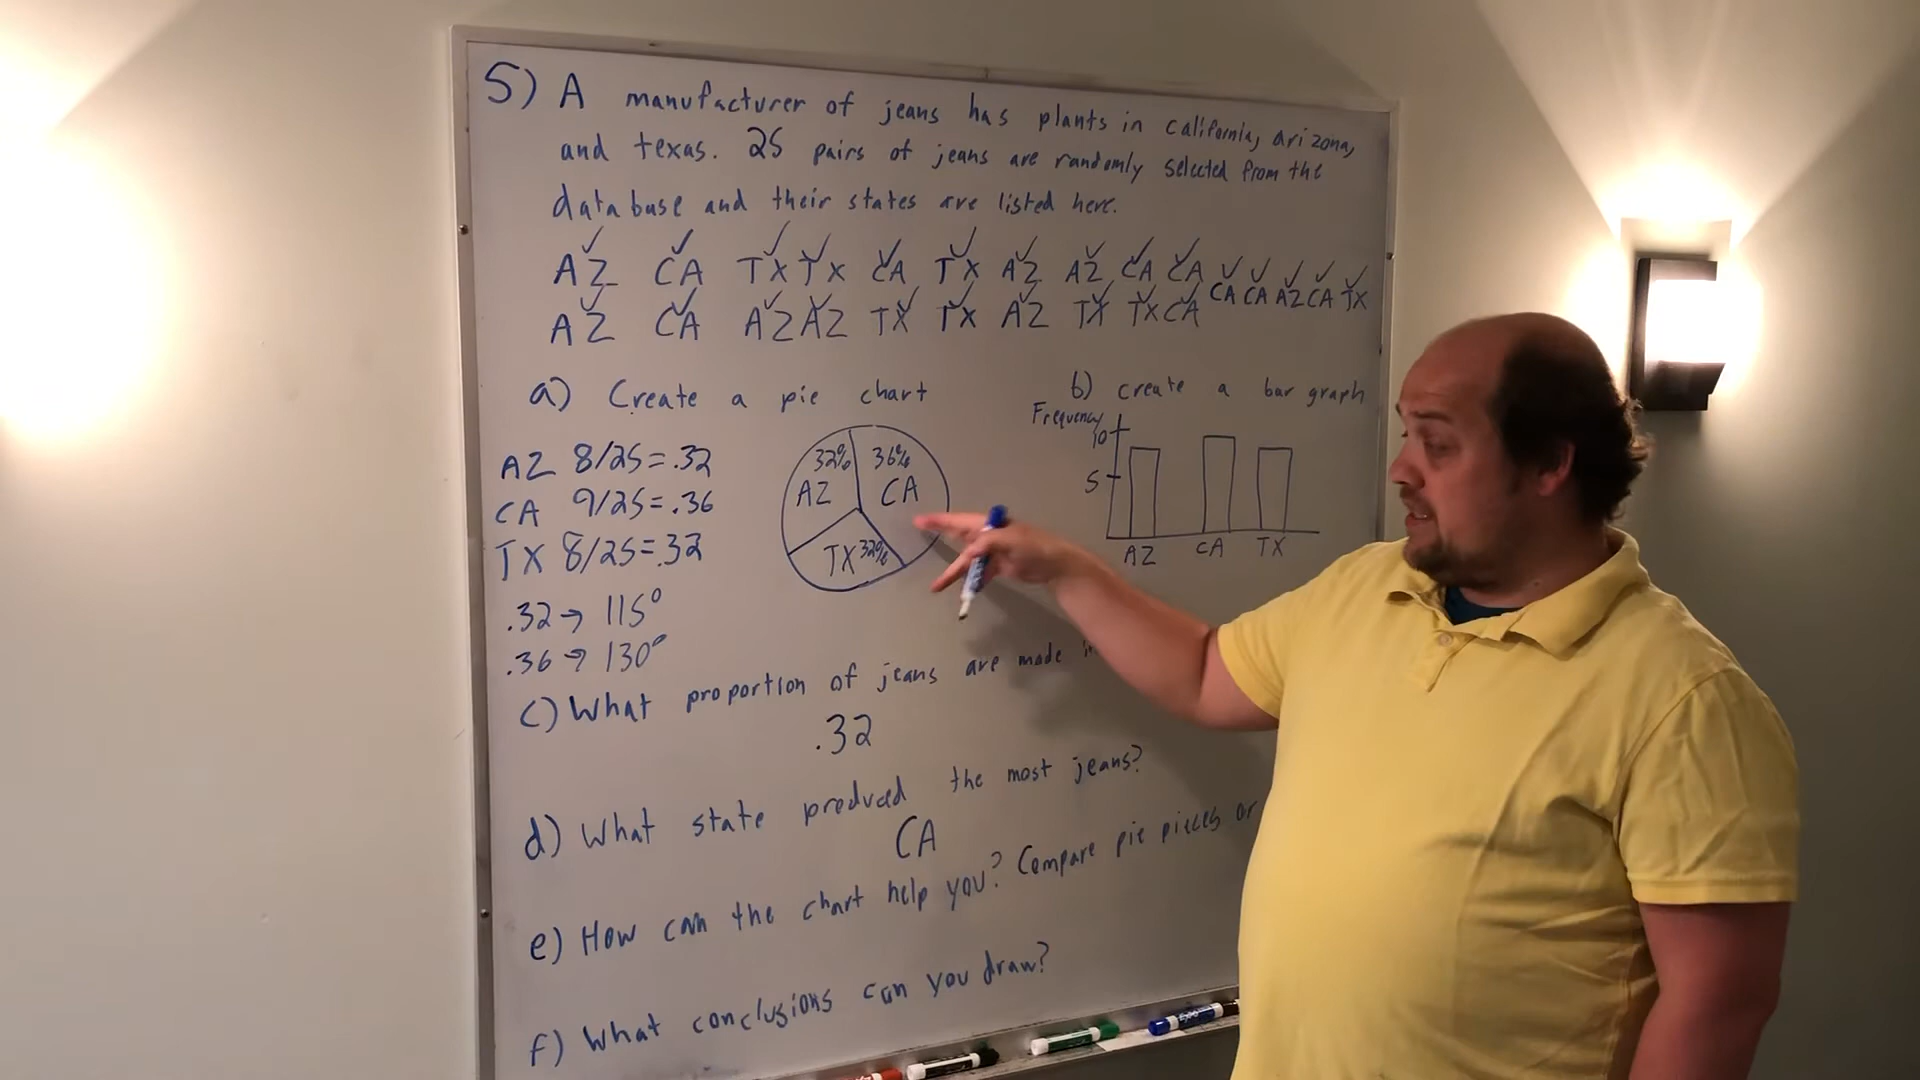 5) A manufacturer of jeans has plants in california, arizona,
and texas. 25 pairs of jeans are randomly selected from the
database and their states are listed here.
AZ CA TX TX CA TX AZ AZ CA CA CA CA AZ CA TX
AZ CA AZ AZ TX TX AZ TX TX CA
a) Create a pie chart
b) create a bar graph
AZ 8/25 = .32
CA 9/25 = .36
TX 8/25 = .32
.32 → 115°
.36 → 130°
32% 36%
AZ CA
TX 32%
Frequency
10
5
AZ CA TX
c) What proportion of jeans are made
.32
d) What state produced the most jeans?
CA
e) How can the chart help you? Compare pie pieces or
f) What conclusions can you draw?